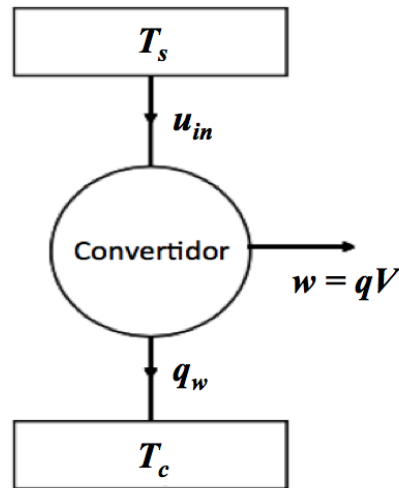 T_s
u_in
Convertidor
w = qV
q_w
T_c